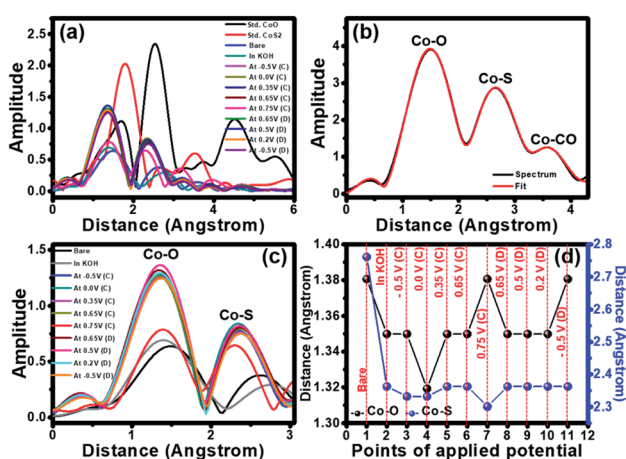 (a)
Std. CoO
Std. CoS2
Bare
In KOH
At -0.5V (C)
At 0.0V (C)
At 0.35V (C)
At 0.65V (C)
At 0.75V (C)
At 0.65V (D)
At 0.5V (D)
At 0.2V (D)
At -0.5V (D)
Amplitude
2.5
2.0
1.5
1.0
0.5
0.0
0 1 2 3 4 5 6
Distance (Angstrom)
(b)
Co-O
Co-S
Co-CO
Spectrum
Fit
Amplitude
4
3
2
1
0
0 1 2 3 4
Distance (Angstrom)
(c)
Co-O
Co-S
Bare
In KOH
At -0.5V (C)
At 0.0V (C)
At 0.35V (C)
At 0.65V (C)
At 0.75V (C)
At 0.65V (D)
At 0.5V (D)
At 0.2V (D)
At -0.5V (D)
Amplitude
1.5
1.0
0.5
0.0
0 1 2 3
Distance (Angstrom)
(d)
Bare
In KOH
- 0.5 V (C)
0.0 V (C)
0.35 V (C)
0.65 V (C)
0.75 V (C)
0.65 V (D)
0.5 V (D)
0.2 V (D)
- 0.5 V (D)
Co-O
Co-S
Distance (Angstrom)
1.40
1.38
1.36
1.34
1.32
1.30
Distance (Angstrom)
2.8
2.7
2.6
2.5
2.4
2.3
0 1 2 3 4 5 6 7 8 9 10 11 12
Points of applied potential